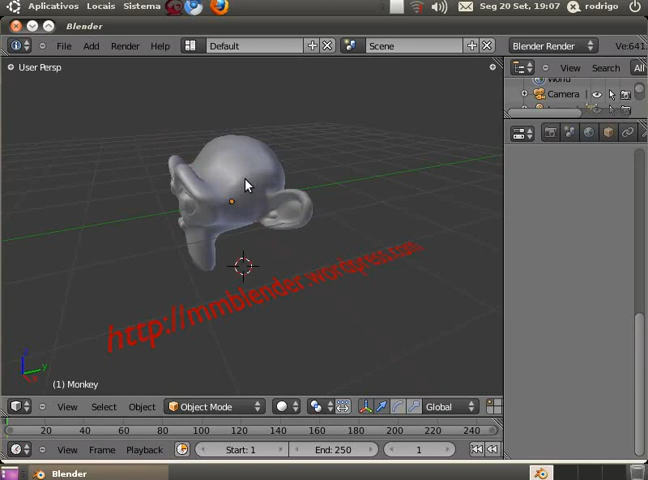 Aplicativos Locais Sistema Seg 20 Set, 19:07 rodrigo
Blender
File Add Render Default Scene Blender Render Ve:641
View Search All
User Persp
World
Camera
http://mmblender.wordpress.com
z
y
(1) Monkey
View Select Object Object Mode Global
20 40 60 80 100 120 140 160 180 200 220 240
View Frame Playback Start: 1 End: 250 1
Blender